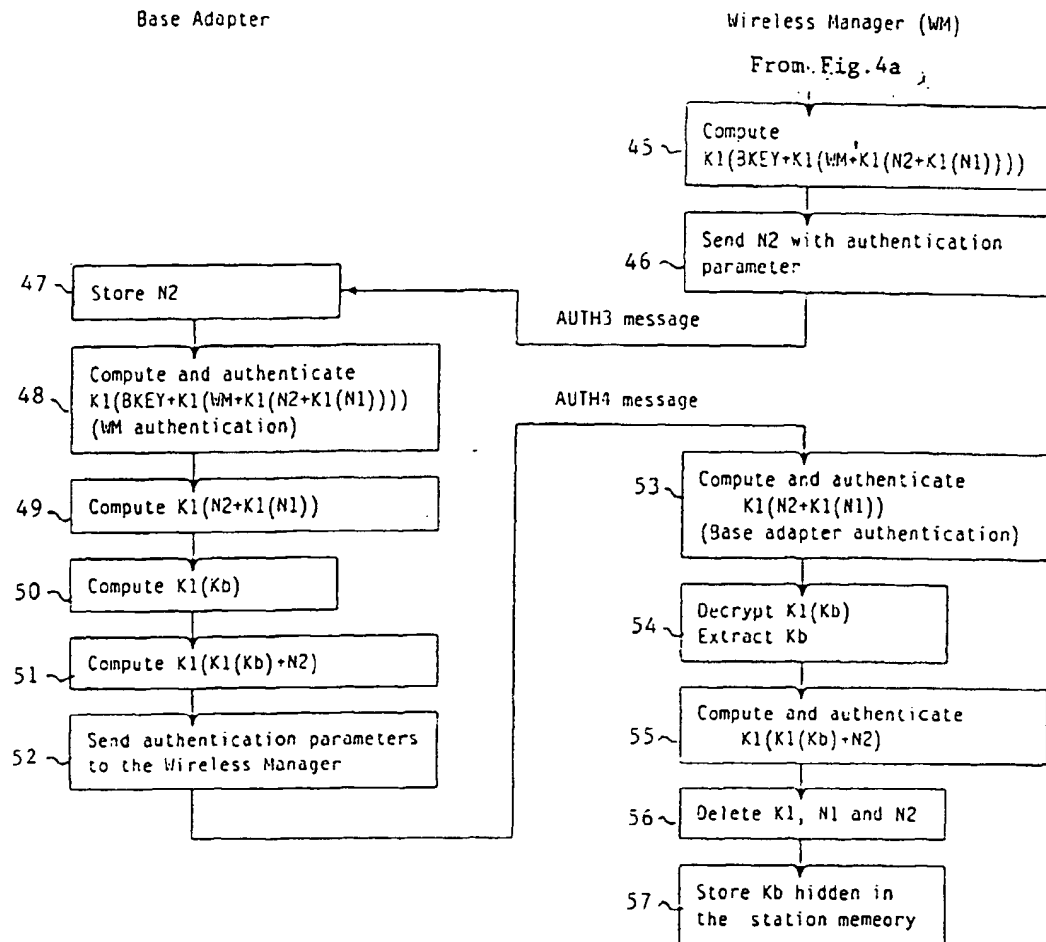 Base Adapter
Wireless Manager (WM)
From Fig.4a
45
Compute
K1(BKEY+K1(WM+K1(N2+K1(N1))))
46
Send N2 with authentication
parameter
47
Store N2
AUTH3 message
48
Compute and authenticate
K1(BKEY+K1(WM+K1(N2+K1(N1))))
(WM authentication)
AUTH4 message
49
Compute K1(N2+K1(N1))
53
Compute and authenticate
K1(N2+K1(N1))
(Base adapter authentication)
50
Compute K1(Kb)
54
Decrypt K1(Kb)
Extract Kb
51
Compute K1(K1(Kb)+N2)
55
Compute and authenticate
K1(K1(Kb)+N2)
52
Send authentication parameters
to the Wireless Manager
56
Delete K1, N1 and N2
57
Store Kb hidden in
the station memeory